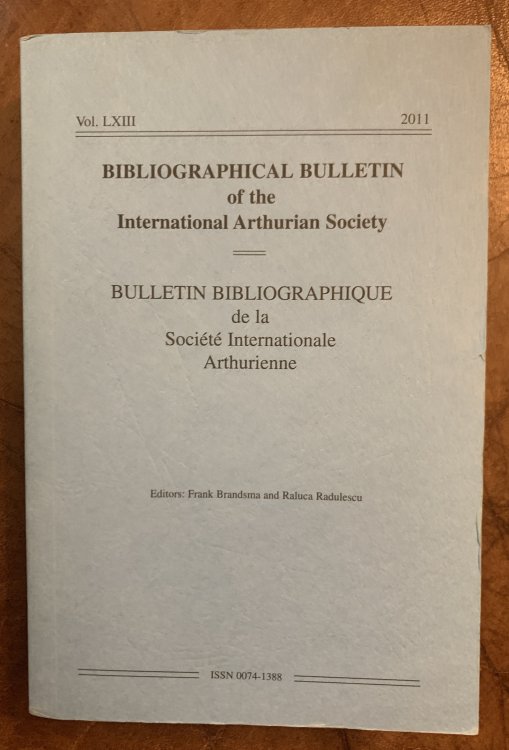 Vol. LXIII 2011
BIBLIOGRAPHICAL BULLETIN
of the
International Arthurian Society
BULLETIN BIBLIOGRAPHIQUE
de la
Société Internationale
Arthurienne
Editors: Frank Brandsma and Raluca Radulescu
ISSN 0074-1388